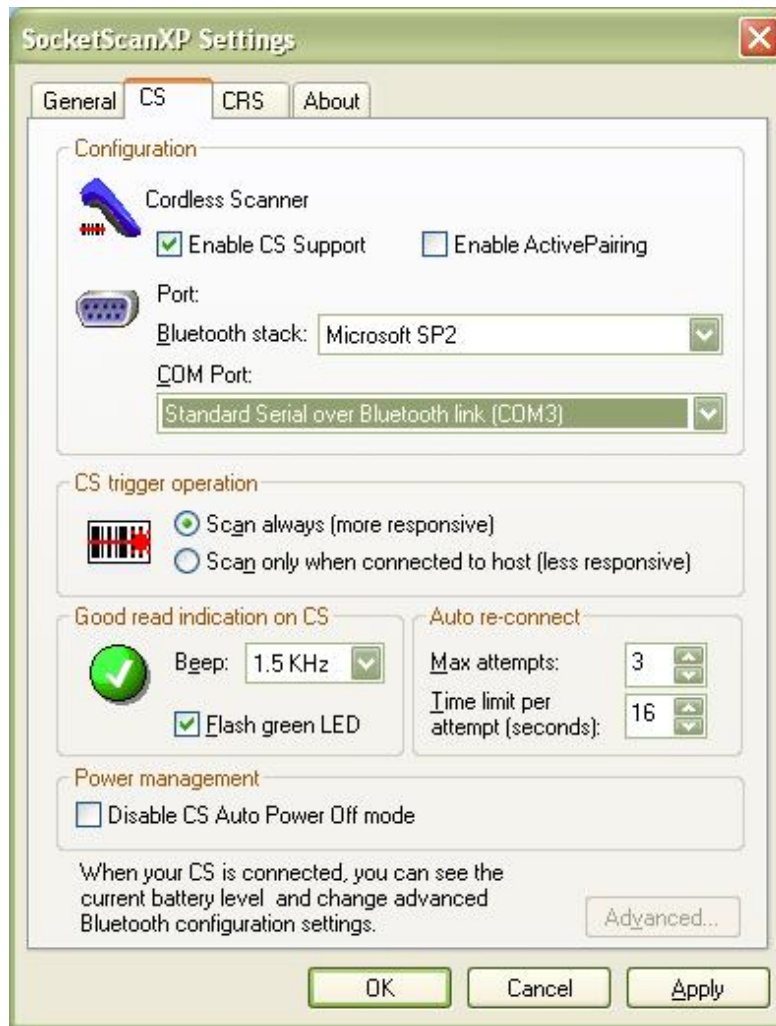 SocketScanXP Settings
General CS CRS About
Configuration
Cordless Scanner
Enable CS Support Enable ActivePairing
Port:
Bluetooth stack: Microsoft SP2
COM Port:
Standard Serial over Bluetooth link (COM3)
CS trigger operation
Scan always (more responsive)
Scan only when connected to host (less responsive)
Good read indication on CS
Beep: 1.5 KHz
Flash green LED
Auto re-connect
Max attempts: 3
Time limit per
attempt (seconds): 16
Power management
Disable CS Auto Power Off mode
When your CS is connected, you can see the
current battery level and change advanced
Bluetooth configuration settings.
Advanced...
OK Cancel Apply